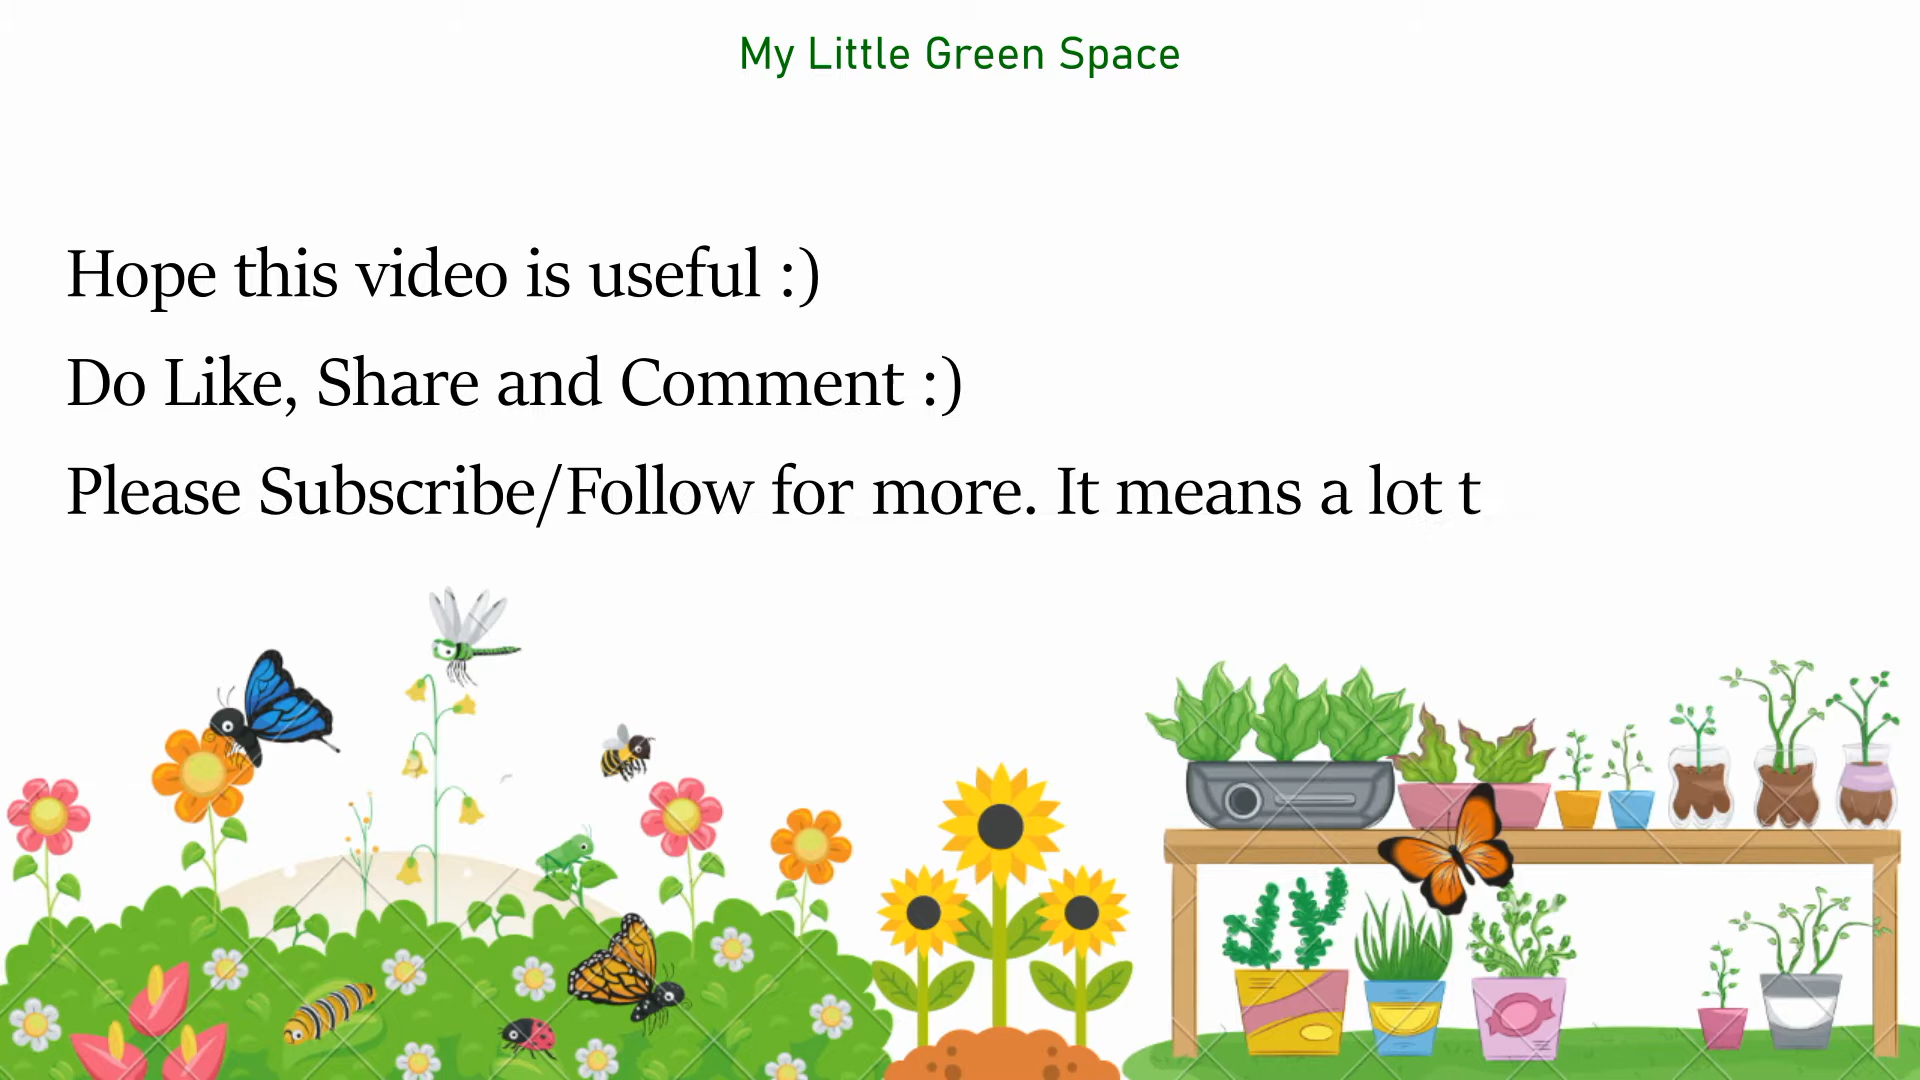 My Little Green Space
Hope this video is useful :)
Do Like, Share and Comment :)
Please Subscribe/Follow for more. It means a lot t